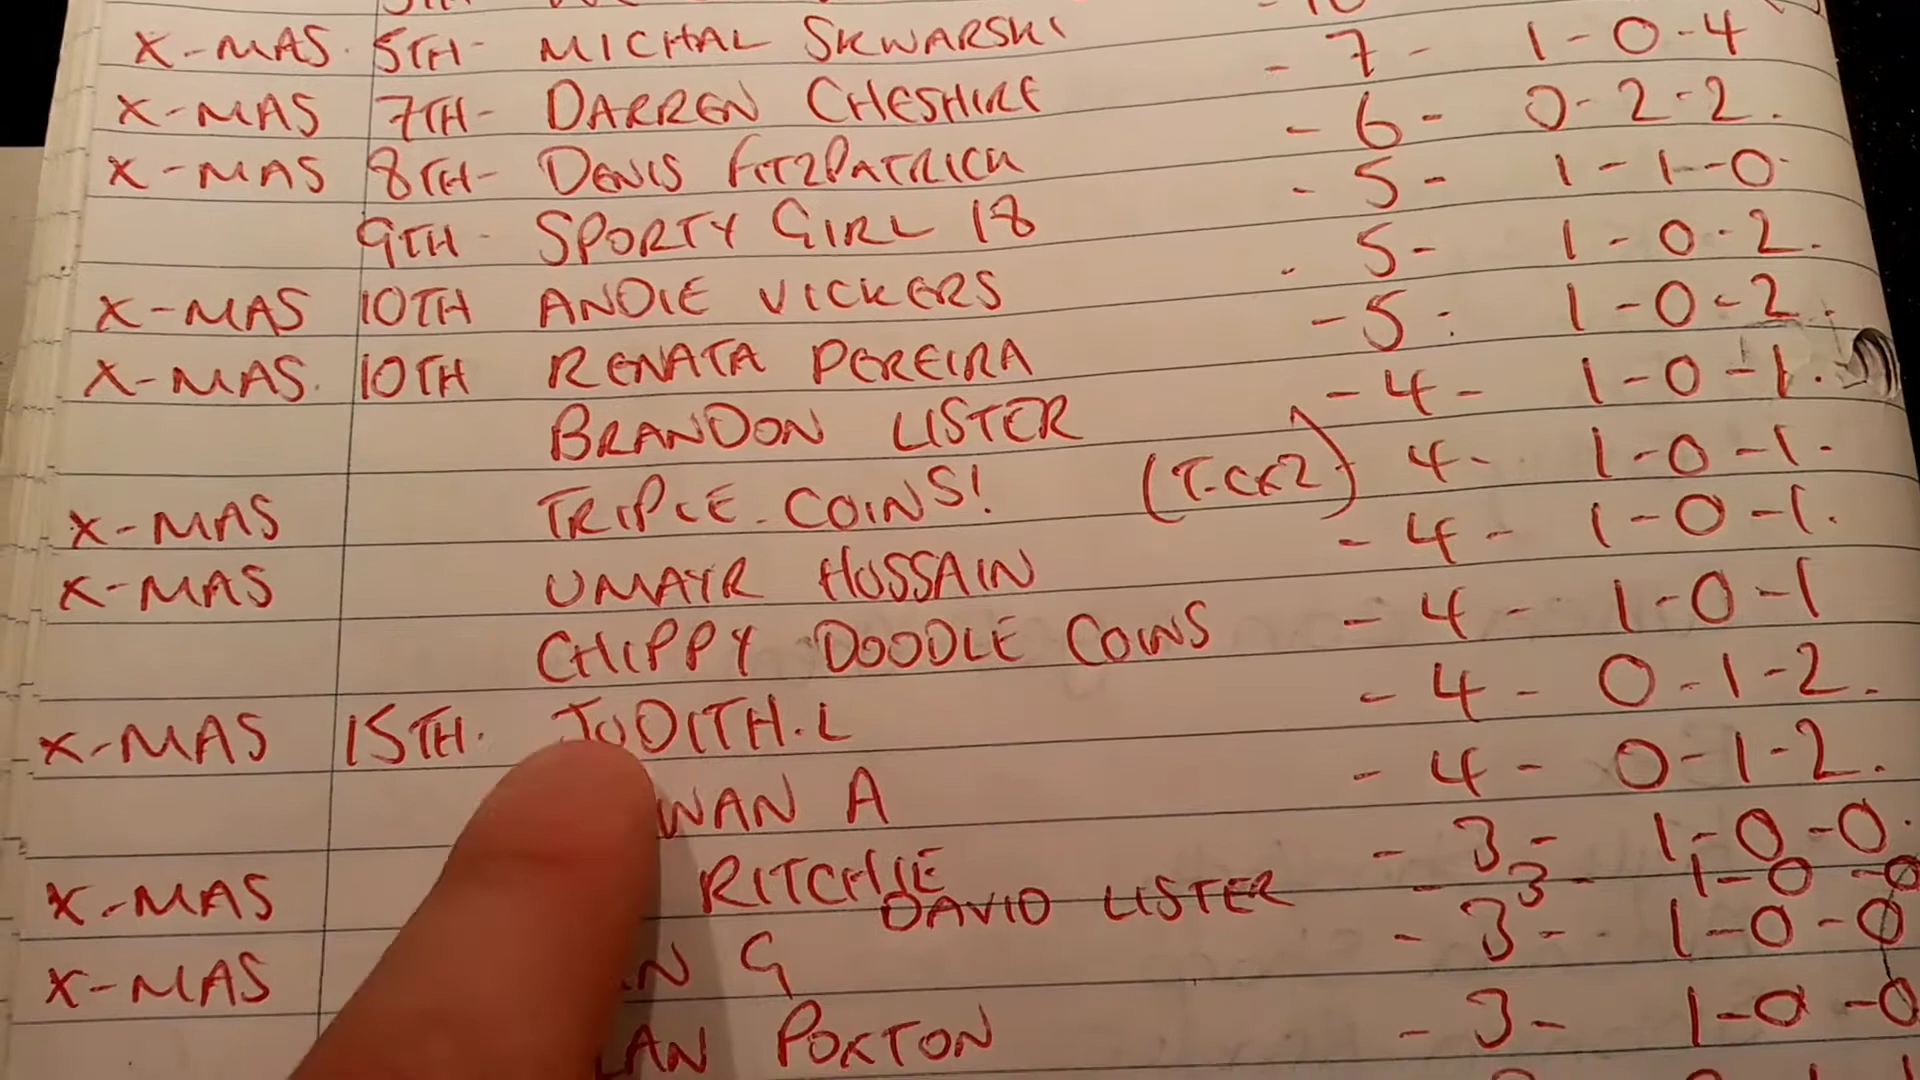 X-MAS. 5TH- MICHAL SKWARSKI - 7 - 1-0-4
X-MAS 7TH- DARREN CHESHIRE - 6 - 0-2-2.
X-MAS 8TH- DENIS FITZPATRICK - 5 - 1-1-0
9TH- SPORTY GIRL 18 - 5 - 1-0-2.
X-MAS 10TH ANDIE VICKERS - 5 - 1-0-2.
X-MAS. 10TH RENATA PEREIRA - 4 - 1-0-1.
BRANDON LISTER 4- 1-0-1.
X-MAS TRIPLE COINS! (T.CX2) - 4 - 1-0-1.
X-MAS UMAYR HUSSAIN - 4 - 1-0-1
CHIPPY DOODLE COINS - 4 - 0-1-2.
X-MAS 15TH. JUDITH.L - 4 - 0-1-2.
WAN A - 3 - 1-0-0.
X-MAS RITCHIE
DAVID LISTER - 3 - 1-0-0
X-MAS N G - 3 - 1-0-0
LAN POXTON - 3 - 1-0-0